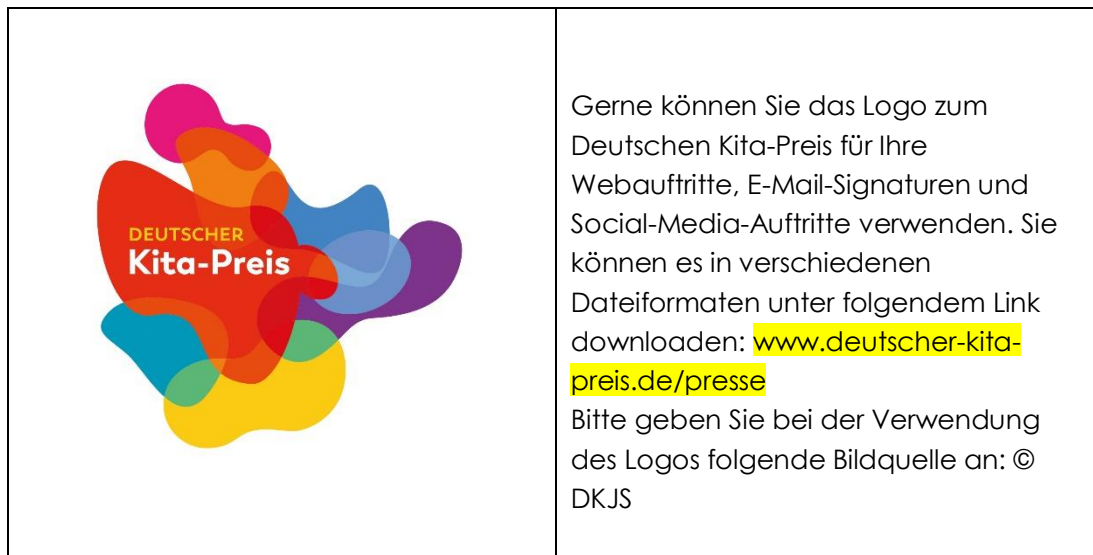 DEUTSCHER
Kita-Preis
Gerne können Sie das Logo zum
Deutschen Kita-Preis für Ihre
Webauftritte, E-Mail-Signaturen und
Social-Media-Auftritte verwenden. Sie
können es in verschiedenen
Dateiformaten unter folgendem Link
downloaden: www.deutscher-kita-
preis.de/presse
Bitte geben Sie bei der Verwendung
des Logos folgende Bildquelle an: ©
DKJS